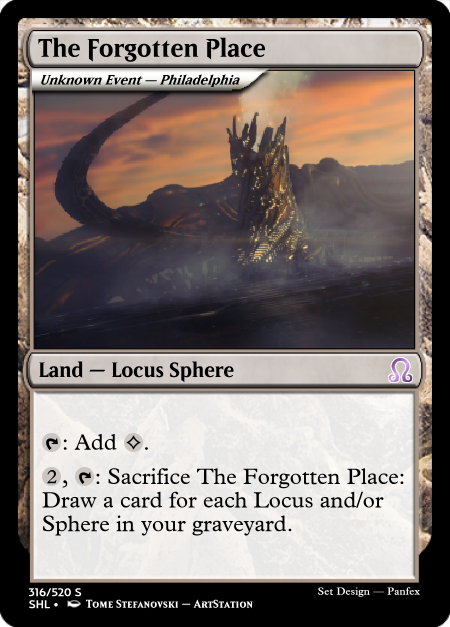 The Forgotten Place
Unknown Event — Philadelphia
Land — Locus Sphere
: Add .
2, : Sacrifice The Forgotten Place:
Draw a card for each Locus and/or
Sphere in your graveyard.
316/520 S
Set Design — Panfex
SHL • Tome Stefanovski — ArtStation